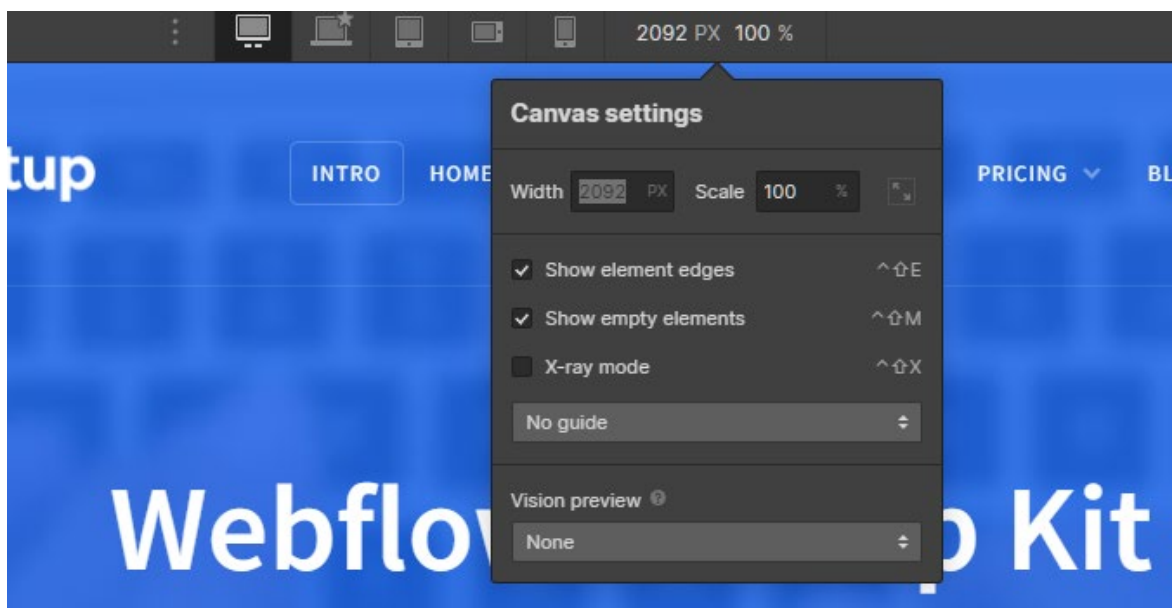 2092 PX 100 %
Canvas settings
tup
INTRO
HOME
PRICING
BL
Width 2092 PX Scale 100 %
Show element edges ^⇧E
Show empty elements ^⇧M
X-ray mode ^⇧X
No guide
Vision preview
None
Webflow
p Kit